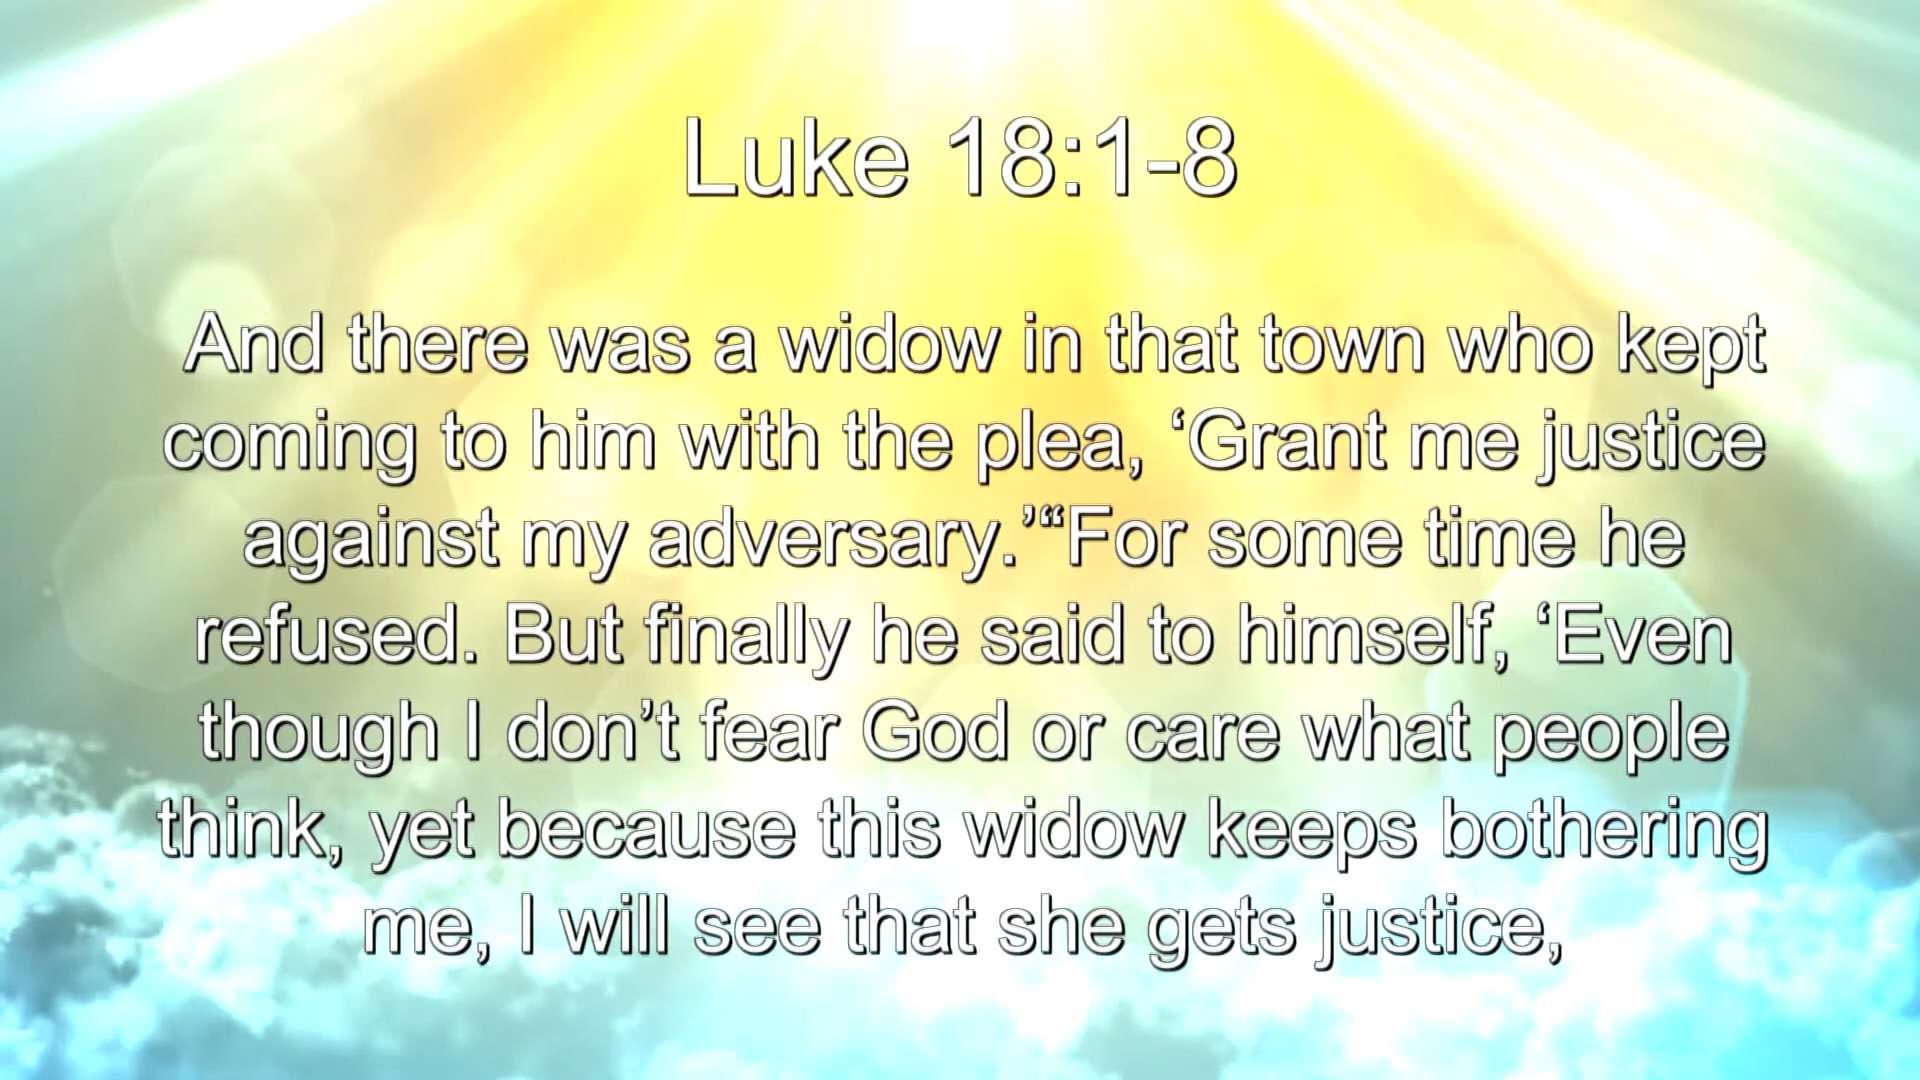 Luke 18:1-8
And there was a widow in that town who kept
coming to him with the plea, ‘Grant me justice
against my adversary.’“For some time he
refused. But finally he said to himself, ‘Even
though I don’t fear God or care what people
think, yet because this widow keeps bothering
me, I will see that she gets justice,